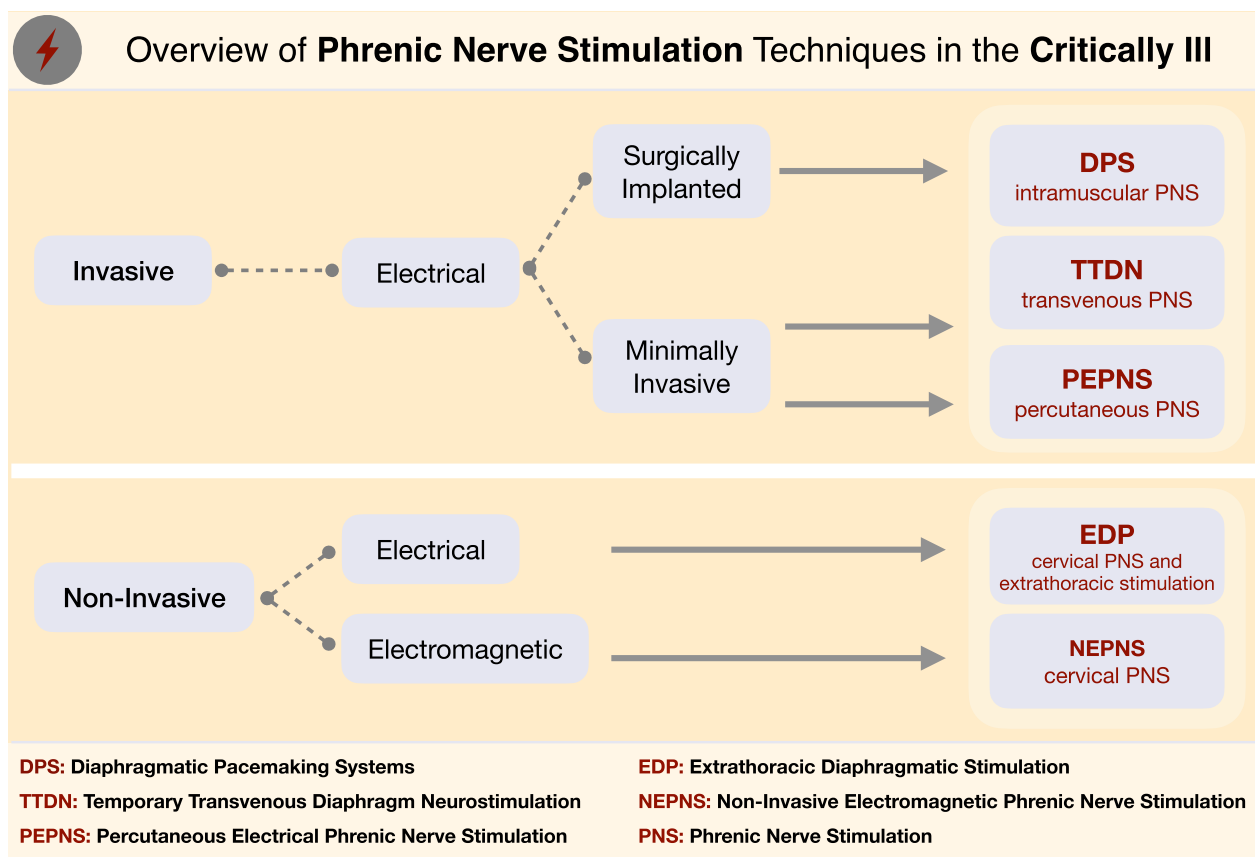 Overview of Phrenic Nerve Stimulation Techniques in the Critically Ill
Invasive
Electrical
Surgically
Implanted
Minimally
Invasive
DPS
intramuscular PNS
TTDN
transvenous PNS
PEPNS
percutaneous PNS
Non-Invasive
Electrical
Electromagnetic
EDP
cervical PNS and
extrathoracic stimulation
NEPNS
cervical PNS
DPS: Diaphragmatic Pacemaking Systems
TTDN: Temporary Transvenous Diaphragm Neurostimulation
PEPNS: Percutaneous Electrical Phrenic Nerve Stimulation
EDP: Extrathoracic Diaphragmatic Stimulation
NEPNS: Non-Invasive Electromagnetic Phrenic Nerve Stimulation
PNS: Phrenic Nerve Stimulation